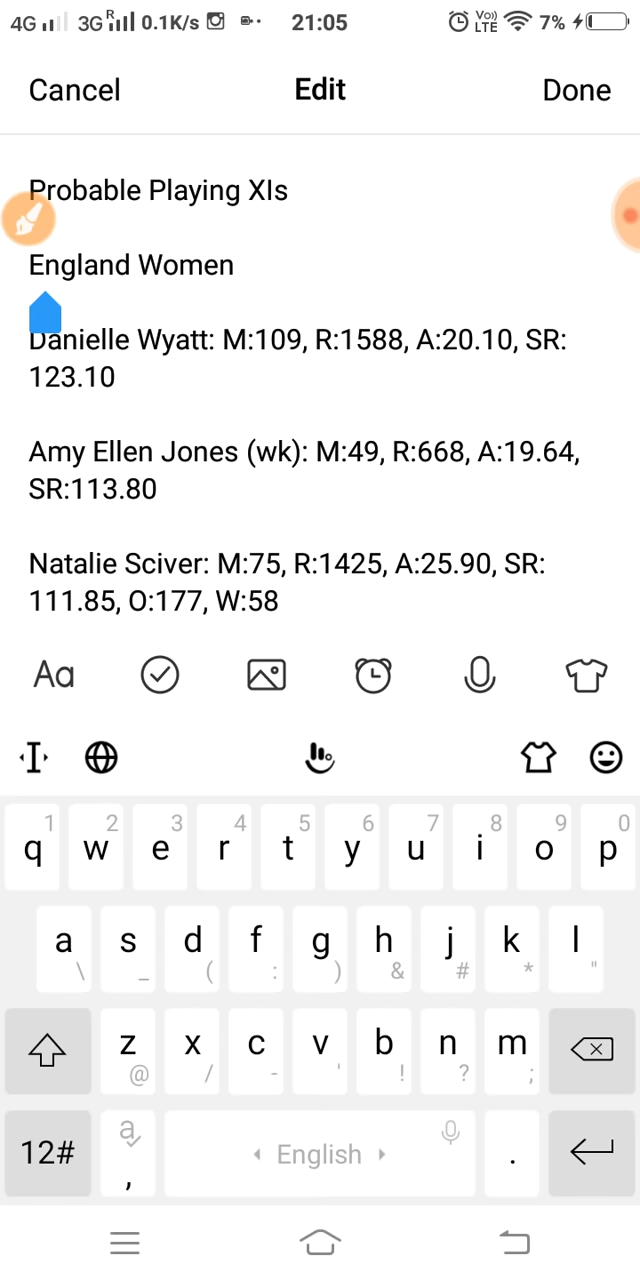 4G 3G R 0.1K/s 21:05 Vo)) LTE 7%
Cancel Edit Done
Probable Playing XIs
England Women
Danielle Wyatt: M:109, R:1588, A:20.10, SR:
123.10
Amy Ellen Jones (wk): M:49, R:668, A:19.64,
SR:113.80
Natalie Sciver: M:75, R:1425, A:25.90, SR:
111.85, O:177, W:58
Aa
1 2 3 4 5 6 7 8 9 0
q w e r t y u i o p
a s d f g h j k l
\ _ ( : ) & # * "
z x c v b n m
@ / - ' ! ? ;
12# a , English .